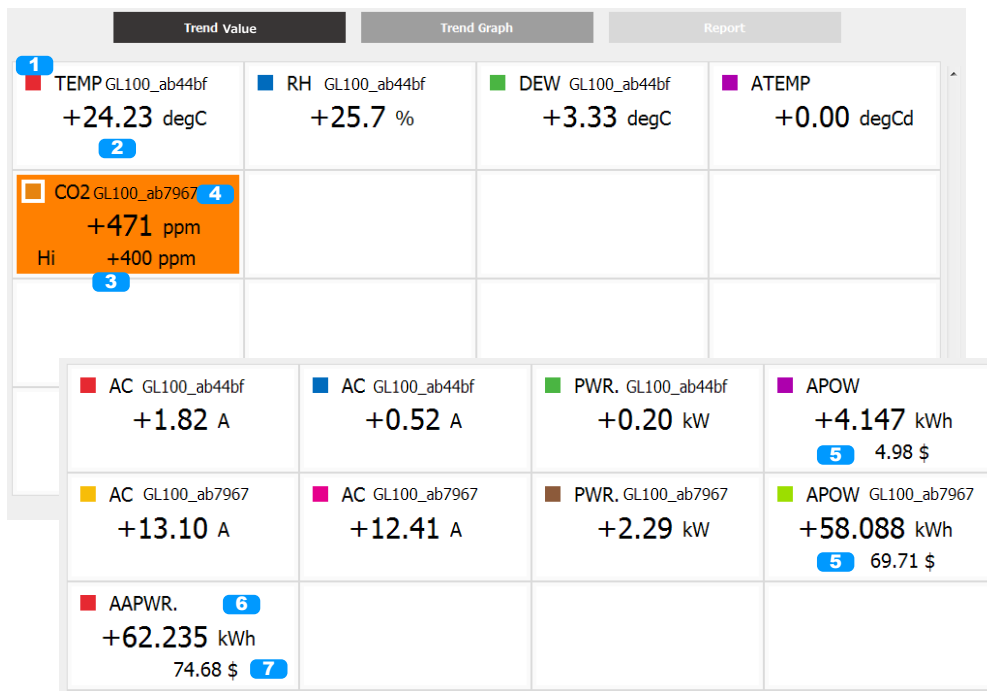 Trend Value Trend Graph Report
1
TEMP GL100_ab44bf RH GL100_ab44bf DEW GL100_ab44bf ATEMP
+24.23 degC +25.7 % +3.33 degC +0.00 degCd
2
CO2 GL100_ab7967 4
+471 ppm
Hi +400 ppm
3
AC GL100_ab44bf AC GL100_ab44bf PWR. GL100_ab44bf APOW
+1.82 A +0.52 A +0.20 kW +4.147 kWh
5 4.98 $
AC GL100_ab7967 AC GL100_ab7967 PWR. GL100_ab7967 APOW GL100_ab7967
+13.10 A +12.41 A +2.29 kW +58.088 kWh
5 69.71 $
AAPWR. 6
+62.235 kWh
74.68 $ 7